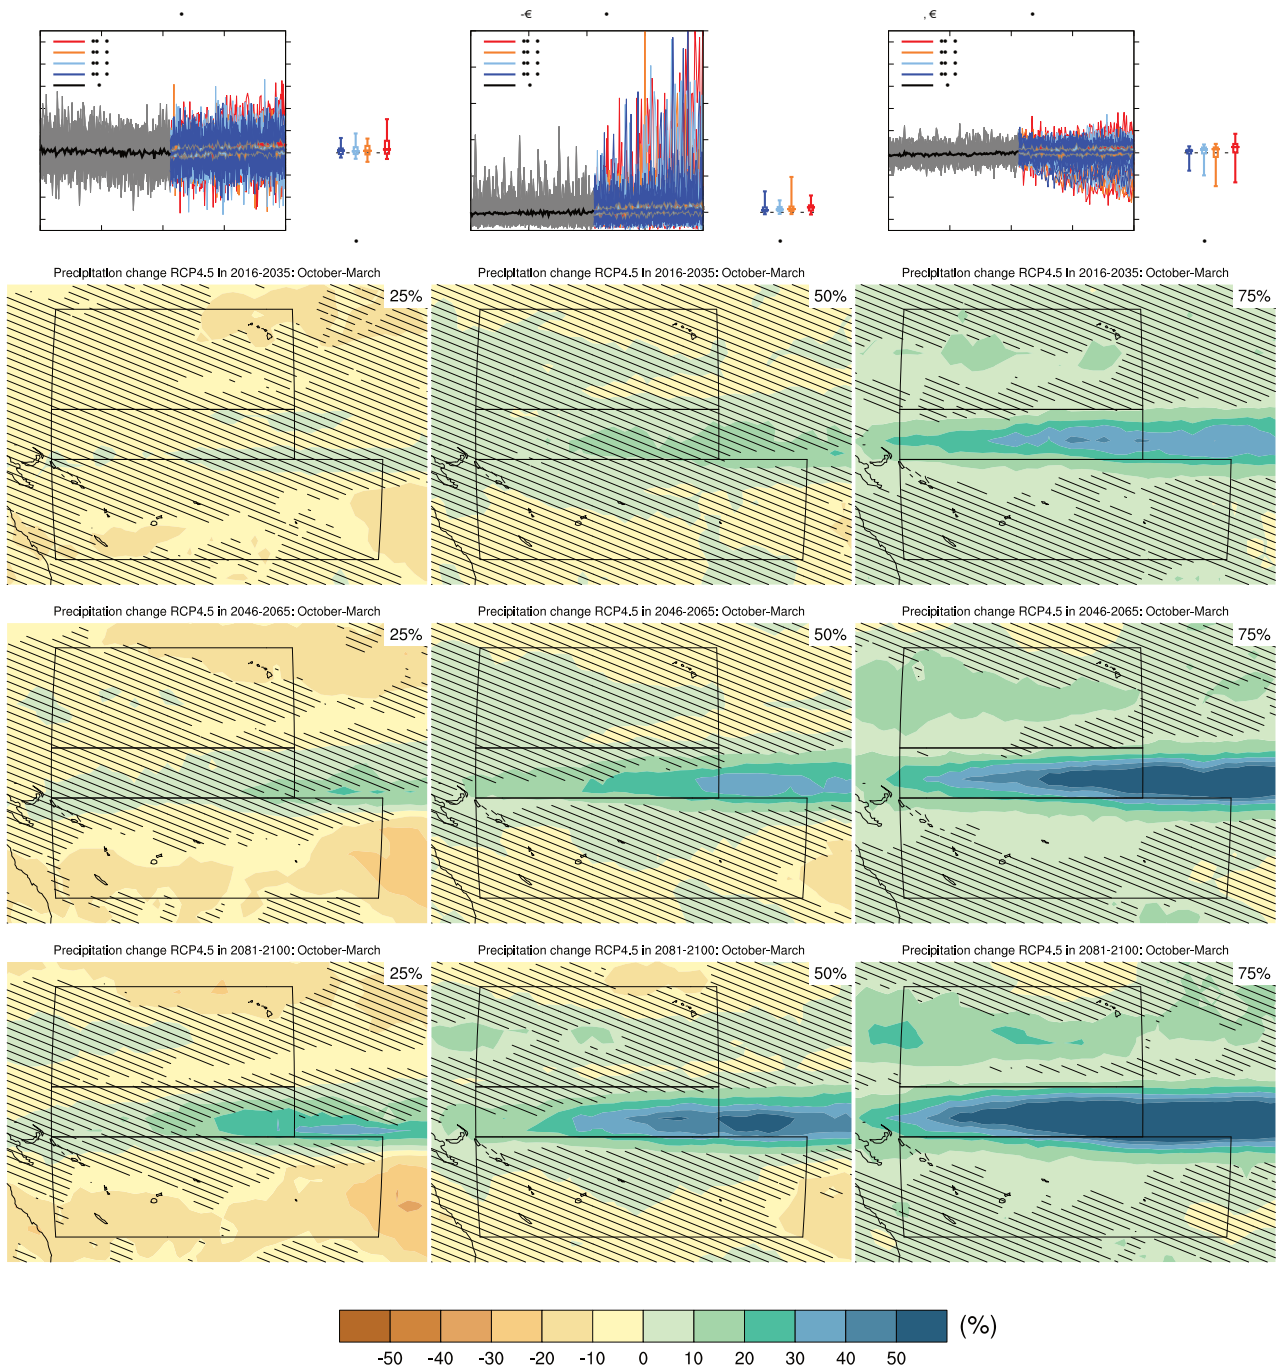 -€
, €
Precipitation change RCP4.5 in 2016-2035: October-March
Precipitation change RCP4.5 in 2016-2035: October-March
Precipitation change RCP4.5 in 2016-2035: October-March
25%
50%
75%
Precipitation change RCP4.5 in 2046-2065: October-March
Precipitation change RCP4.5 in 2046-2065: October-March
Precipitation change RCP4.5 in 2046-2065: October-March
25%
50%
75%
Precipitation change RCP4.5 in 2081-2100: October-March
Precipitation change RCP4.5 in 2081-2100: October-March
Precipitation change RCP4.5 in 2081-2100: October-March
25%
50%
75%
(%)
-50 -40 -30 -20 -10 0 10 20 30 40 50